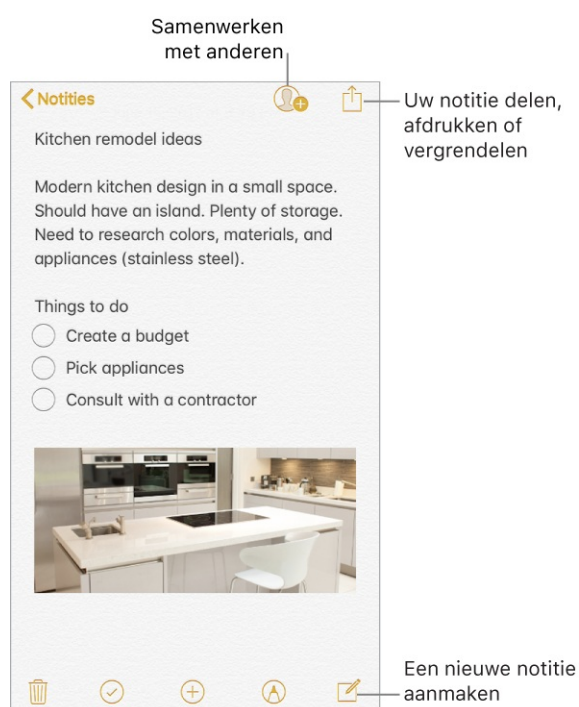 Samenwerken
met anderen
Notities
Uw notitie delen,
afdrukken of
vergrendelen
Kitchen remodel ideas
Modern kitchen design in a small space.
Should have an island. Plenty of storage.
Need to research colors, materials, and
appliances (stainless steel).
Things to do
Create a budget
Pick appliances
Consult with a contractor
Een nieuwe notitie
aanmaken